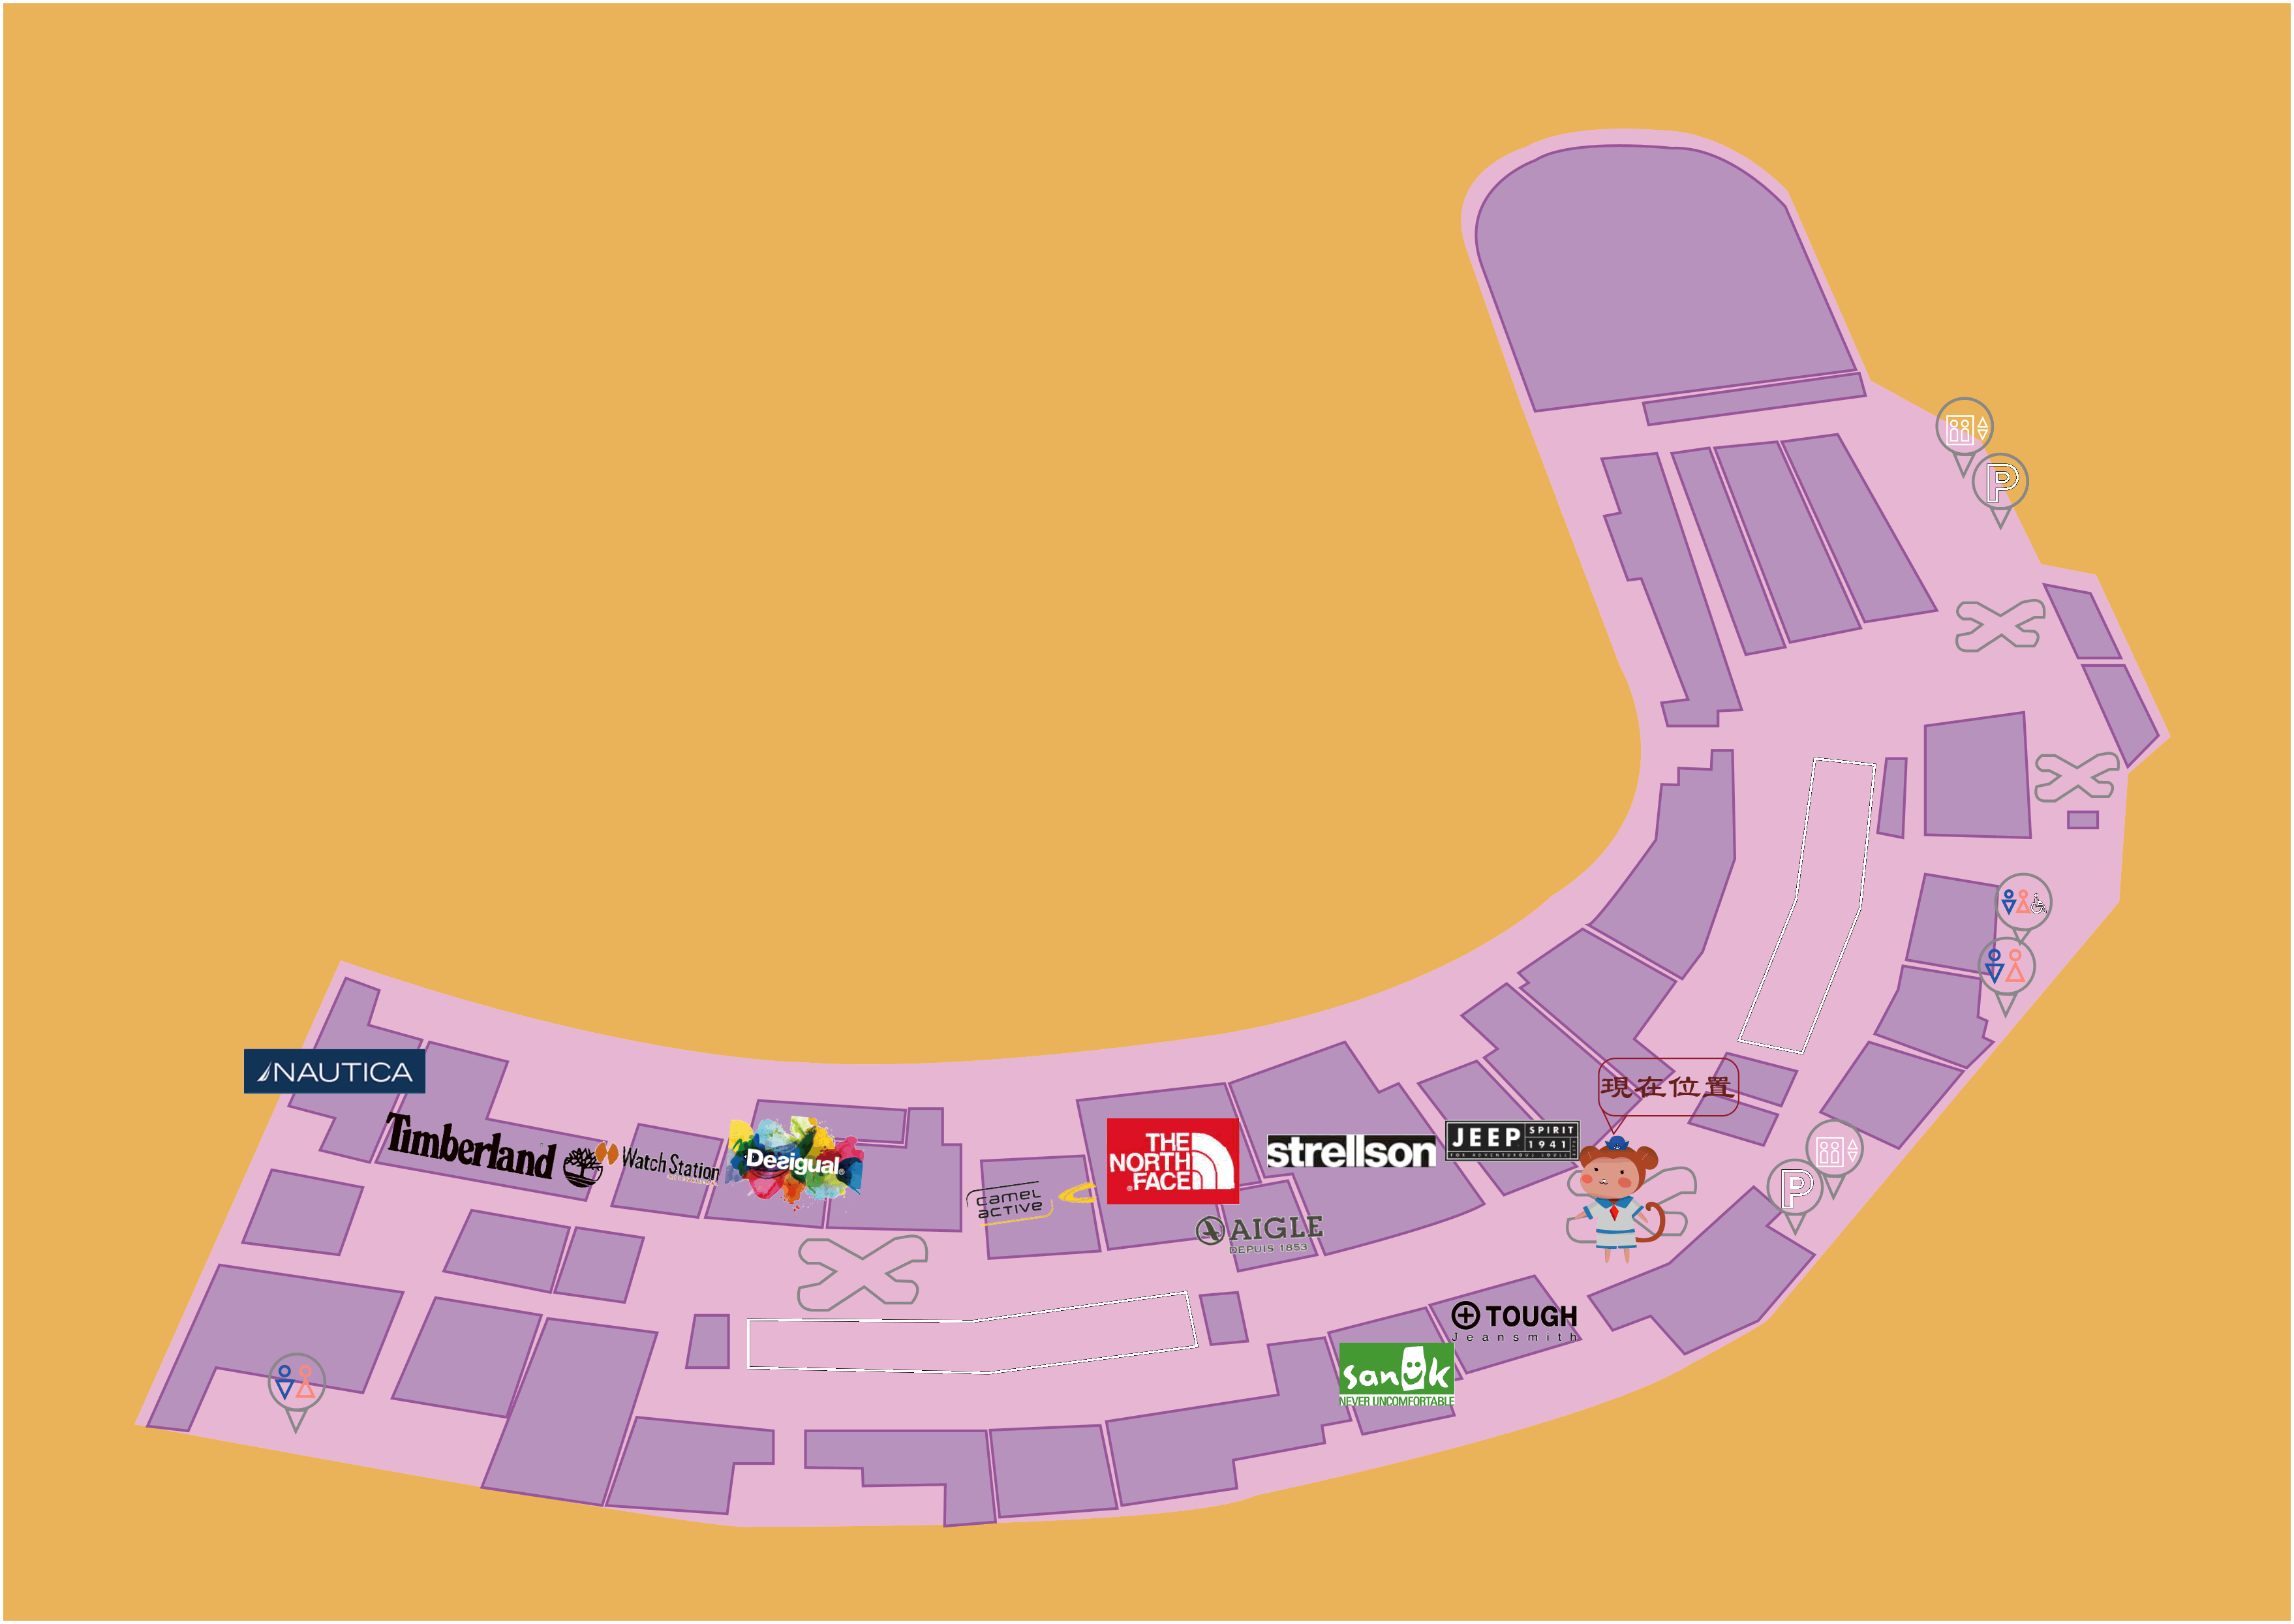 P
NAUTICA
現在位置
Timberland
Watch Station
Desigual
THE
NORTH
FACE
strellson
JEEP SPIRIT
1941
camel
active
AIGLE
DEPUIS 1853
P
TOUGH
Jeansmith
sanuk
NEVER UNCOMFORTABLE